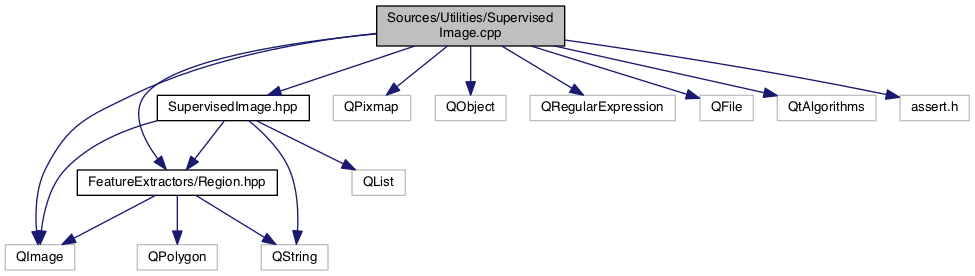 Sources/Utilities/Supervised
Image.cpp
SupervisedImage.hpp
QPixmap
QObject
QRegularExpression
QFile
QtAlgorithms
assert.h
FeatureExtractors/Region.hpp
QList
QImage
QPolygon
QString